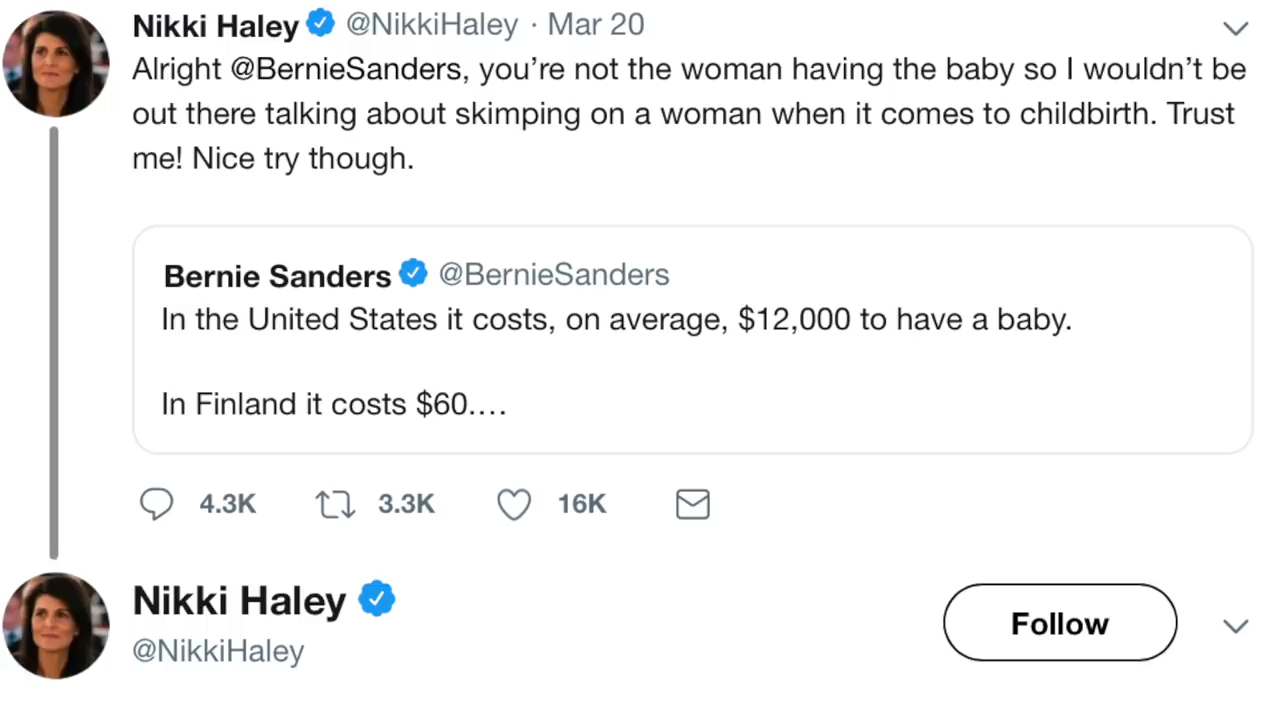 Nikki Haley @NikkiHaley · Mar 20
Alright @BernieSanders, you’re not the woman having the baby so I wouldn’t be
out there talking about skimping on a woman when it comes to childbirth. Trust
me! Nice try though.
Bernie Sanders @BernieSanders
In the United States it costs, on average, $12,000 to have a baby.
In Finland it costs $60....
4.3K 3.3K 16K
Nikki Haley
Follow
@NikkiHaley